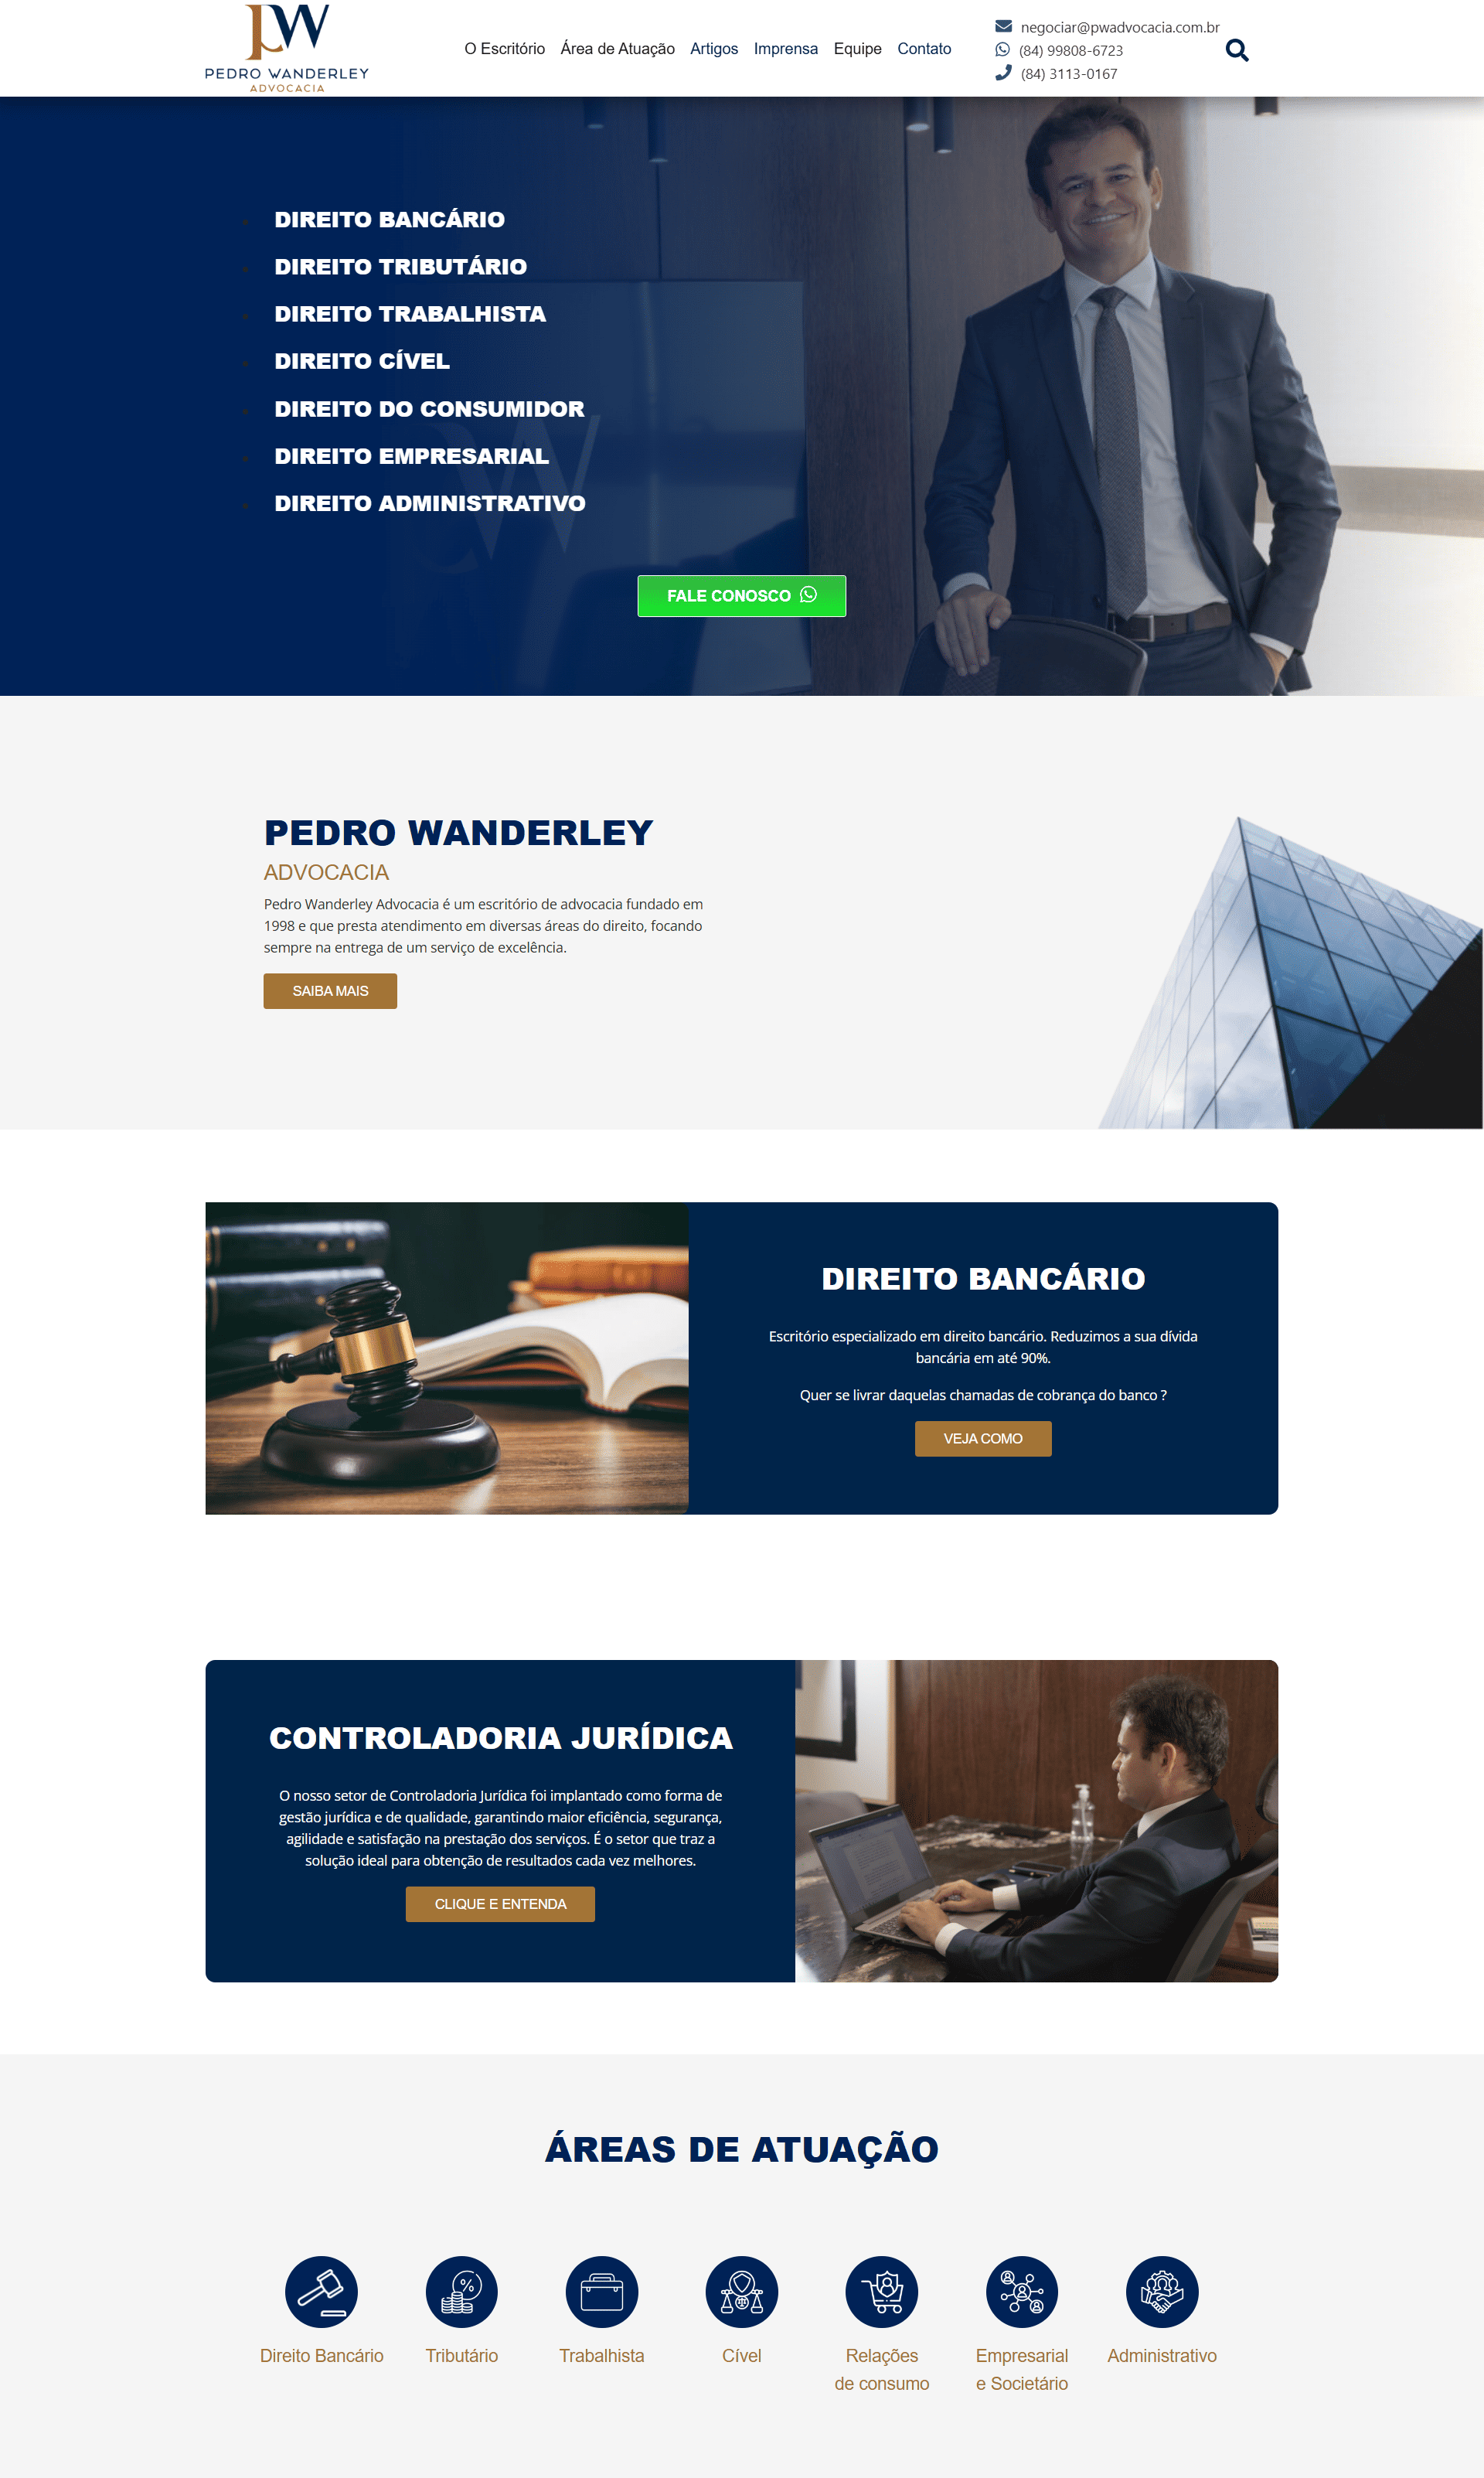 PW
PEDRO WANDERLEY
ADVOCACIA
O Escritório Área de Atuação Artigos Imprensa Equipe Contato
negociar@pwadvocacia.com.br
(84) 99808-6723
(84) 3113-0167
DIREITO BANCÁRIO
DIREITO TRIBUTÁRIO
DIREITO TRABALHISTA
DIREITO CÍVEL
DIREITO DO CONSUMIDOR
DIREITO EMPRESARIAL
DIREITO ADMINISTRATIVO
FALE CONOSCO
PEDRO WANDERLEY
ADVOCACIA
Pedro Wanderley Advocacia é um escritório de advocacia fundado em
1998 e que presta atendimento em diversas áreas do direito, focando
sempre na entrega de um serviço de excelência.
SAIBA MAIS
DIREITO BANCÁRIO
Escritório especializado em direito bancário. Reduzimos a sua dívida
bancária em até 90%.
Quer se livrar daquelas chamadas de cobrança do banco ?
VEJA COMO
CONTROLADORIA JURÍDICA
O nosso setor de Controladoria Jurídica foi implantado como forma de
gestão jurídica e de qualidade, garantindo maior eficiência, segurança,
agilidade e satisfação na prestação dos serviços. É o setor que traz a
solução ideal para obtenção de resultados cada vez melhores.
CLIQUE E ENTENDA
ÁREAS DE ATUAÇÃO
%
Direito Bancário
Tributário
Trabalhista
Cível
Relações
de consumo
Empresarial
e Societário
Administrativo